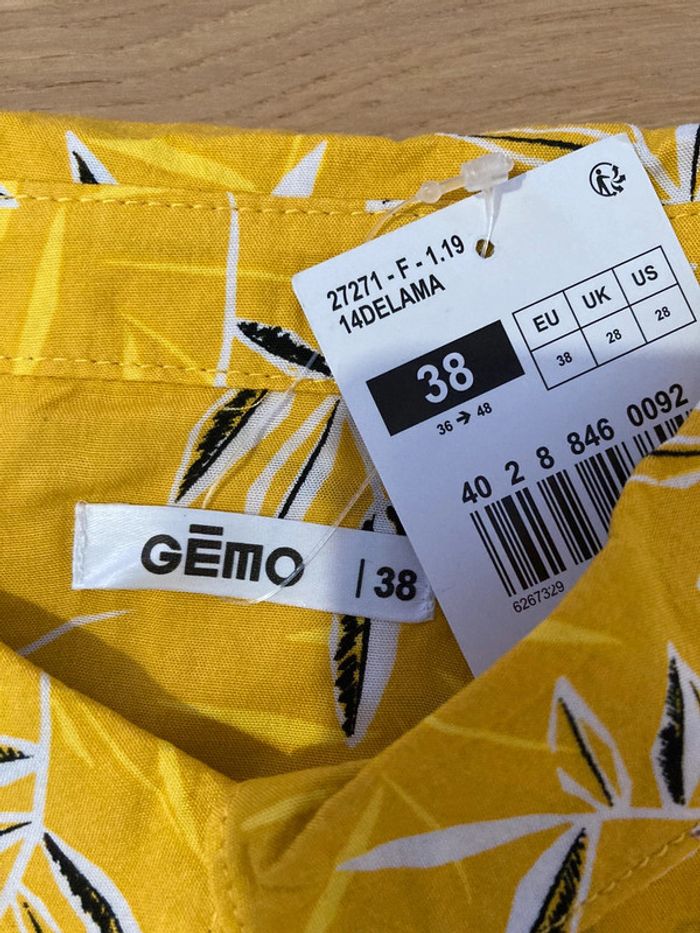 27271 - F - 1.19
14DELAMA
38
36 → 48
EU UK US
38 28 28
40 2 8 846 0092
6267329
GĒMO | 38